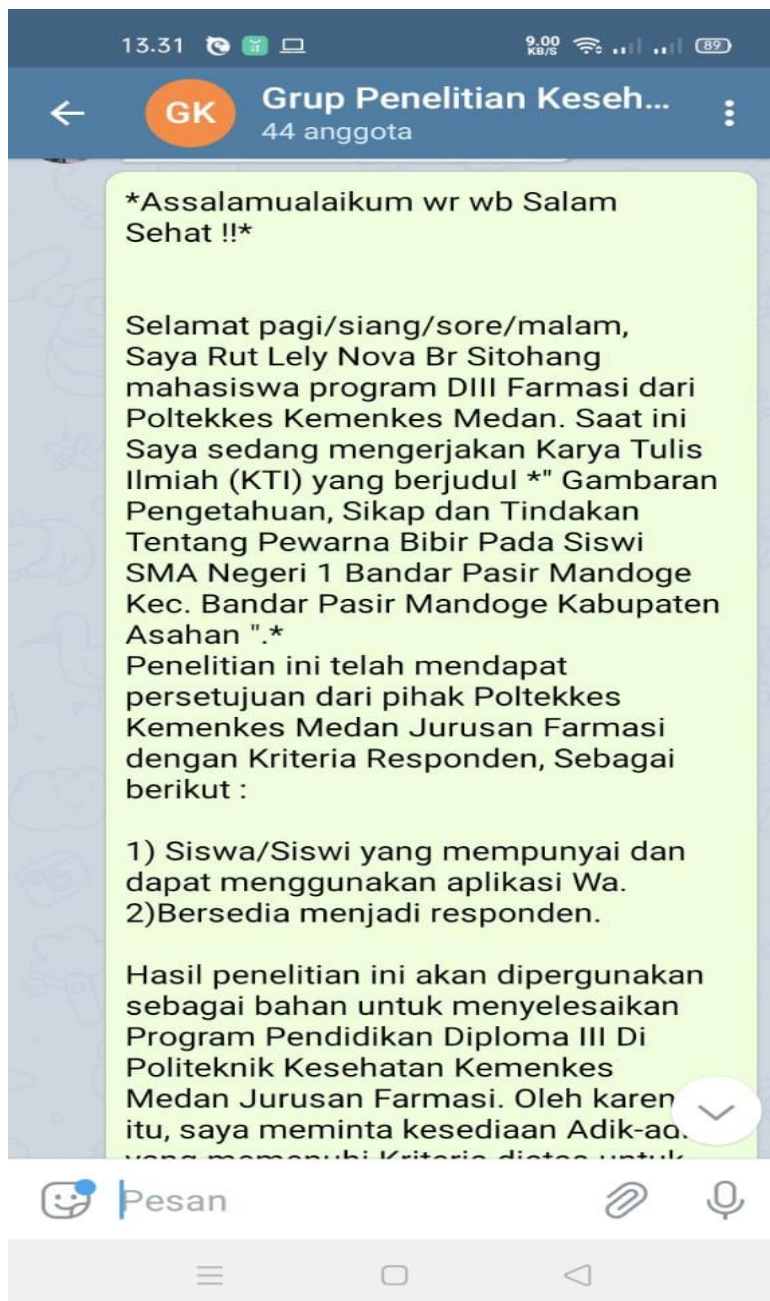 13.31
9.00
KB/S
89
GK
Grup Penelitian Keseh...
44 anggota
*Assalamualaikum wr wb Salam
Sehat !!*
Selamat pagi/siang/sore/malam,
Saya Rut Lely Nova Br Sitohang
mahasiswa program DIII Farmasi dari
Poltekkes Kemenkes Medan. Saat ini
Saya sedang mengerjakan Karya Tulis
Ilmiah (KTI) yang berjudul *" Gambaran
Pengetahuan, Sikap dan Tindakan
Tentang Pewarna Bibir Pada Siswi
SMA Negeri 1 Bandar Pasir Mandoge
Kec. Bandar Pasir Mandoge Kabupaten
Asahan ".*
Penelitian ini telah mendapat
persetujuan dari pihak Poltekkes
Kemenkes Medan Jurusan Farmasi
dengan Kriteria Responden, Sebagai
berikut :
1) Siswa/Siswi yang mempunyai dan
dapat menggunakan aplikasi Wa.
2)Bersedia menjadi responden.
Hasil penelitian ini akan dipergunakan
sebagai bahan untuk menyelesaikan
Program Pendidikan Diploma III Di
Politeknik Kesehatan Kemenkes
Medan Jurusan Farmasi. Oleh karen
itu, saya meminta kesediaan Adik-ad
yang memenuhi Kriteria diatas untuk
Pesan